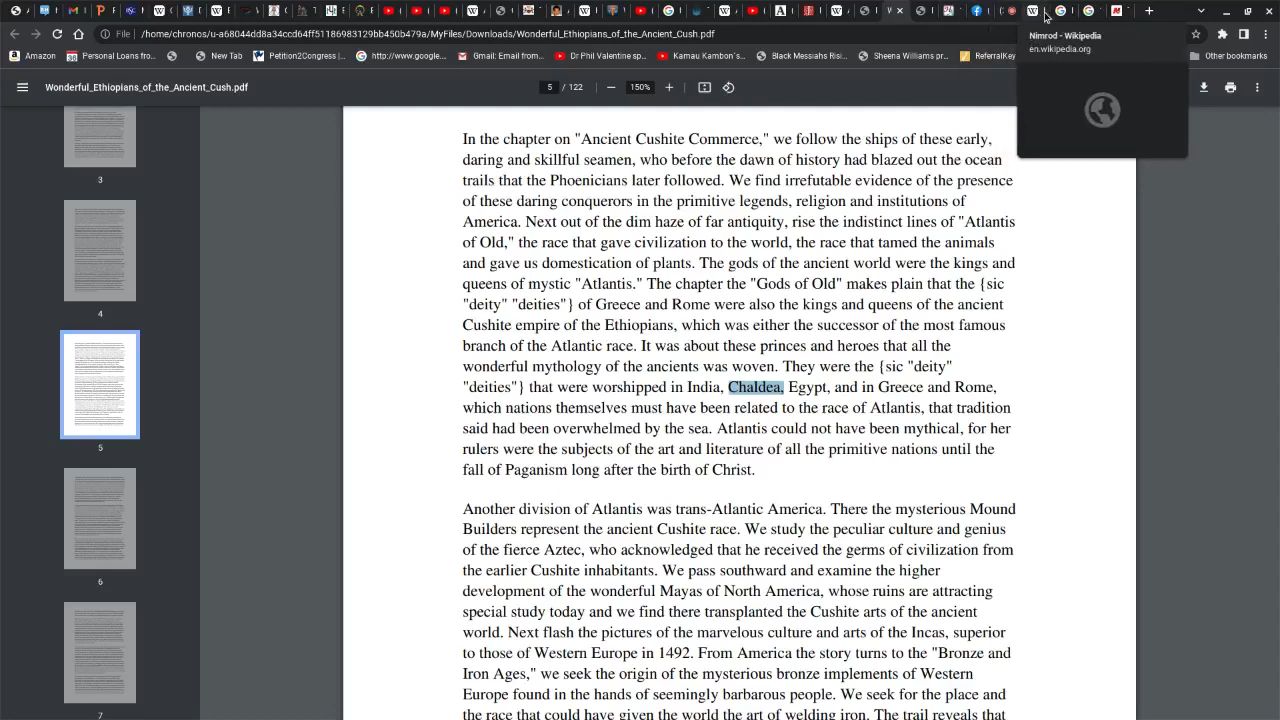 Nimrod - Wikipedia
en.wikipedia.org
File
Amazon
Personal Loans fro...
38
New Tab
Petition2Congress |...
http://www.google....
Dr Phil Valentine sp...
Kamau Kambon's...
Black Messiahs Risi...
Sheena Williams pr...
ReferralKey
Other bookmarks
Wonderful_Ethiopians_of_the_Ancient_Cush.pdf
5 / 122
150%
3
4
5
6
7
In the chapter on "Ancient Cushite Commerce," we follow the ships of these early,
daring and skillful seamen, who before the dawn of history had blazed out the ocean
trails that the Phoenicians later followed. We find irrefutable evidence of the presence
of these daring conquerors in the primitive legends, religion and institutions of
America. Next out of the dim haze of far antiquity, rise the indistinct lines of "Atlantis
of Old," the race that gave civilization to the world, the race that tamed the animals
and gave us domestication of plants. The gods of the ancient world were the kings and
queens of mystic "Atlantis." The chapter the "Gods of Old" makes plain that the {sic
"deity" "deities"} of Greece and Rome were also the kings and queens of the ancient
Cushite empire of the Ethiopians, which was either the successor of the most famous
branch of the Atlantic race. It was about these princes and heroes that all the
wonderful mythology of the ancients was woven. They were the {sic "deity"
"deities"} that were worshipped in India, Chaldea, Egypt, and in Greece and Rome,
which nations themselves must have been related to the race of Atlantis, that tradition
said had been overwhelmed by the sea. Atlantis could not have been mythical, for her
rulers were the subjects of the art and literature of all the primitive nations until the
fall of Paganism long after the birth of Christ.
Another division of Atlantis was trans-Atlantic America. There the mysterious Mound
Builders represent the ancient Cushite race. We study the peculiar culture and genius
of the fierce Aztec, who acknowledged that he received the germs of civilization from
the earlier Cushite inhabitants. We pass southward and examine the higher
development of the wonderful Mayas of North America, whose ruins are attracting
special study today and we find there transplanted the Cushite arts of the ancient
world. Next flash the pictures of the marvelous culture and arts of the Incas, superior
to those of Western Europe in 1492. From America the story turns to the "Bronze and
Iron Ages, we seek the origin of the mysterious bronze implements of Western
Europe found in the hands of seemingly barbarous people. We seek for the place and
the race that could have given the world the art of welding iron. The trail reveals that